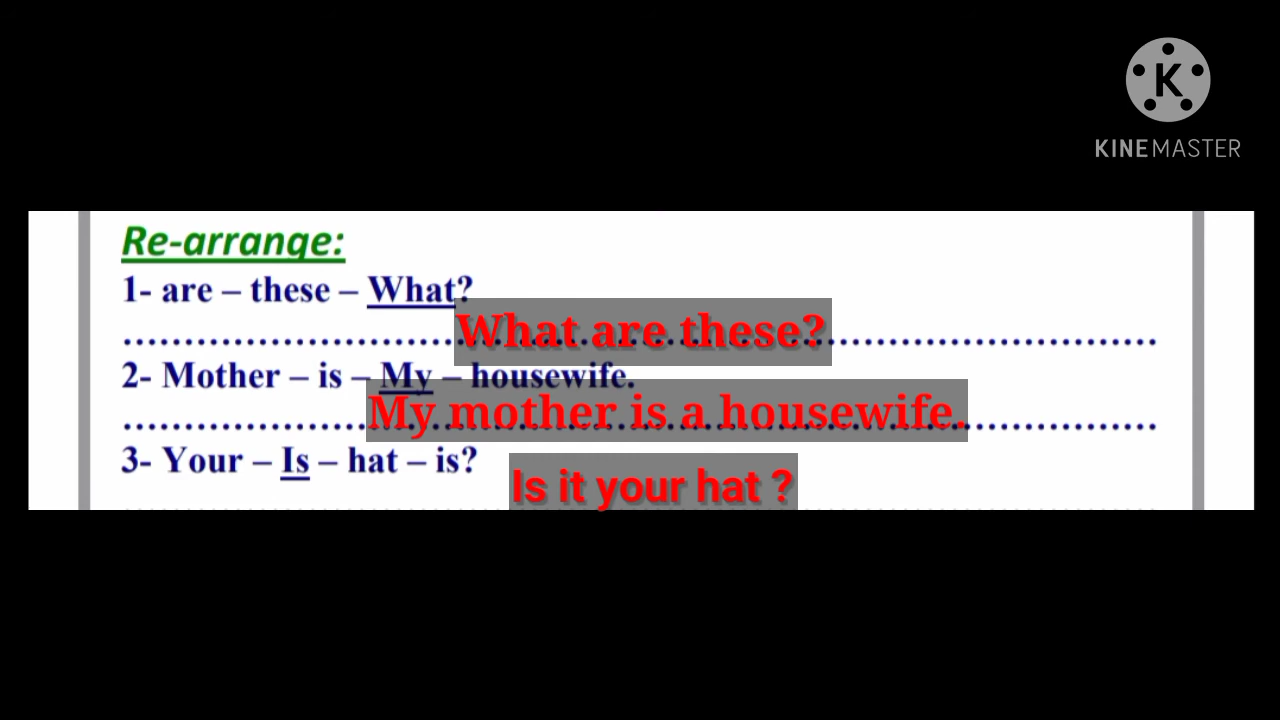 KINEMASTER
Re-arrange:
1- are – these – What?
What are these?
2- Mother – is – My – housewife.
My mother is a housewife.
3- Your – Is – hat – is?
Is it your hat ?